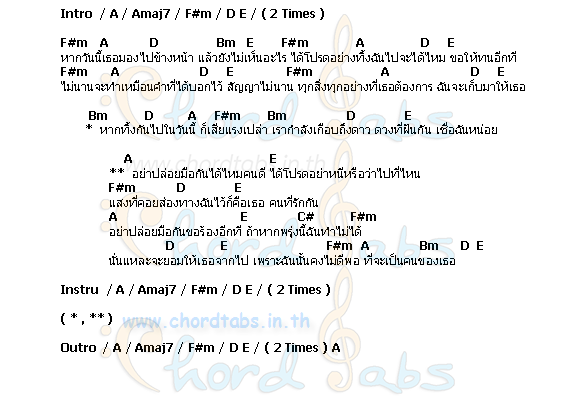 Intro / A / Amaj7 / F#m / D E / ( 2 Times )
F#m A D Bm E F#m A D E
หากวันนี้เธอมองไปข้างหน้า แล้วยังไม่เห็นอะไร ได้โปรดอย่างทิ้งฉันไปจะได้ไหม ขอให้ทนอีกที
F#m A D E F#m A D E
ไม่นานจะทำเหมือนคำที่ได้บอกไว้ สัญญาไม่นาน ทุกสิ่งทุกอย่างที่เธอต้องการ ฉันจะเก็บมาให้เธอ
Bm D A F#m Bm D E
* หากทิ้งกันไปในวันนี้ ก็เสียแรงเปล่า เรากำลังเกือบถึงดาว ดวงที่ฝันกัน เชื่อฉันหน่อย
A E
** อย่าปล่อยมือกันได้ไหมคนดี ได้โปรดอย่าหนีหรือว่าไปที่ไหน
F#m D E
แสงที่คอยส่องทางฉันไว้ก็คือเธอ คนที่รักกัน
A E C# F#m
อย่าปล่อยมือกันขอร้องอีกที ถ้าหากพรุ่งนี้ฉันทำไม่ได้
D E F#m A Bm D E
นั่นแหละจะยอมให้เธอจากไป เพราะฉันนั้นคงไม่ดีพอ ที่จะเป็นคนของเธอ
Instru / A / Amaj7 / F#m / D E / ( 2 Times )
( * , ** )
Outro / A / Amaj7 / F#m / D E / ( 2 Times ) A
www.chordtabs.in.th
chord tabs
www.chordtabs.in.th
chord tabs